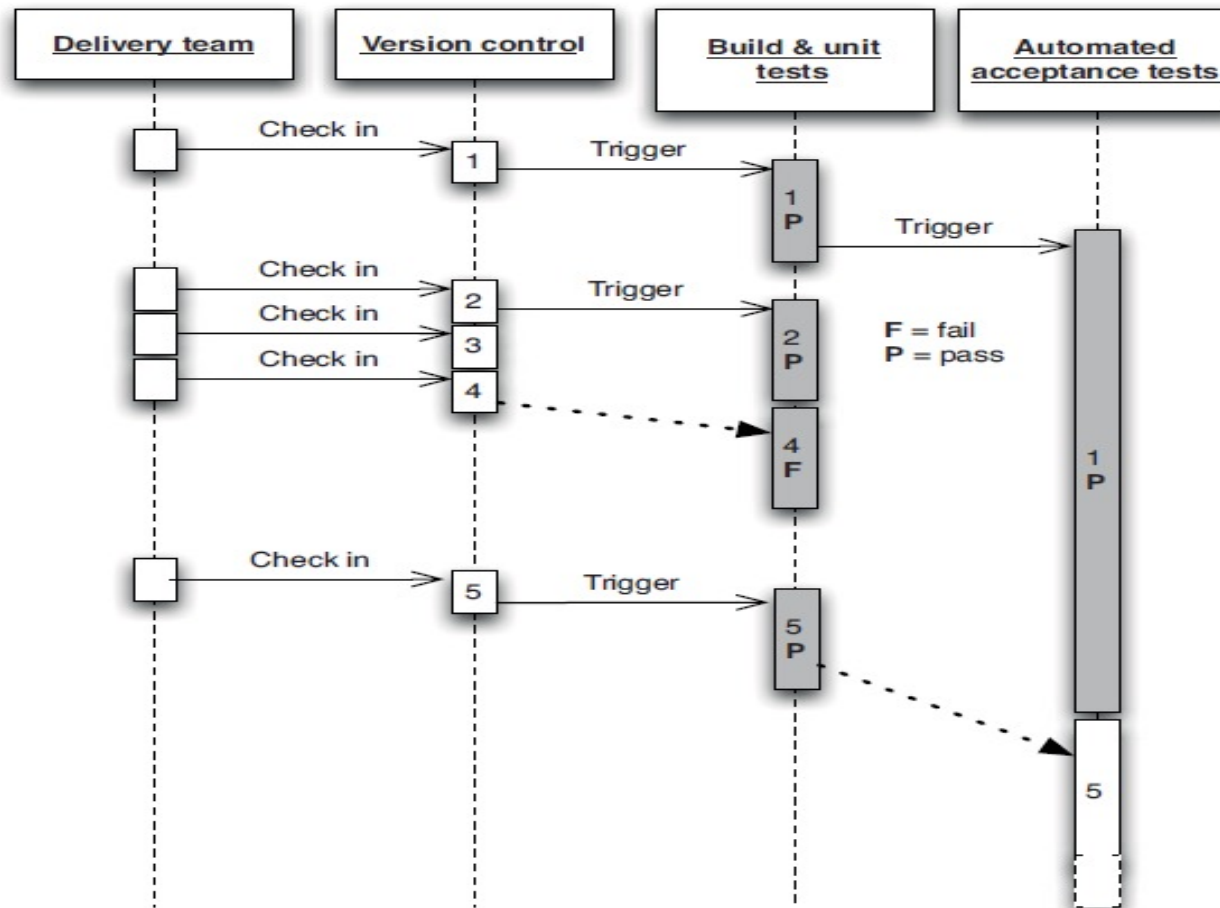 Delivery team
Version control
Build & unit
tests
Automated
acceptance tests
Check in
1
Trigger
1
P
Trigger
Check in
2
Trigger
2
P
Check in
3
Check in
4
F = fail
P = pass
4
F
1
P
Check in
5
Trigger
5
P
5